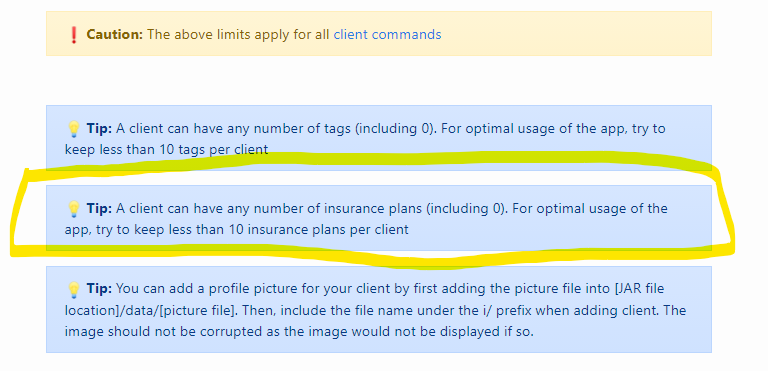 ❗ Caution: The above limits apply for all client commands
💡 Tip: A client can have any number of tags (including 0). For optimal usage of the app, try to
keep less than 10 tags per client
💡 Tip: A client can have any number of insurance plans (including 0). For optimal usage of the
app, try to keep less than 10 insurance plans per client
💡 Tip: You can add a profile picture for your client by first adding the picture file into [JAR file
location]/data/[picture file]. Then, include the file name under the i/ prefix when adding client. The
image should not be corrupted as the image would not be displayed if so.